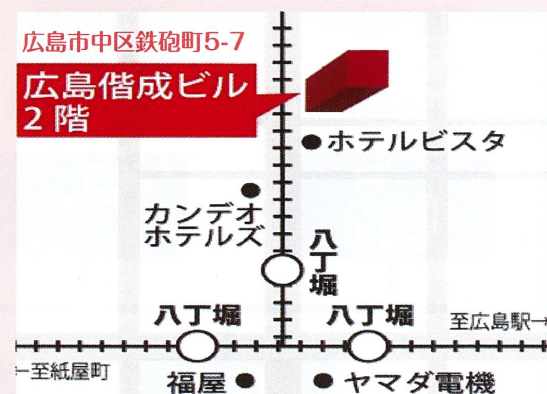 広島市中区鉄砲町5-7
広島偕成ビル
2階
ホテルビスタ
カンデオ
ホテルズ
八丁堀
八丁堀
八丁堀
至広島駅→
←至紙屋町
福屋
ヤマダ電機